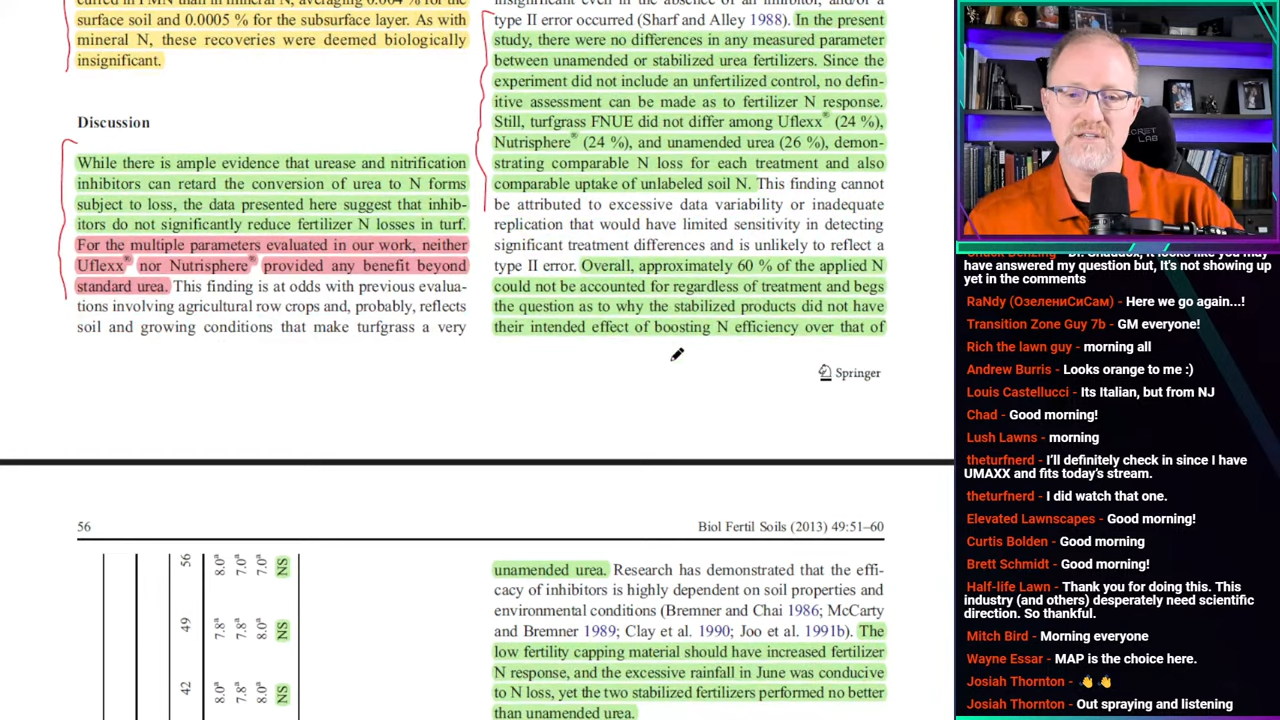 curred in FMN than in mineral N, averaging 0.004 % for the
surface soil and 0.0005 % for the subsurface layer. As with
mineral N, these recoveries were deemed biologically
insignificant.
Discussion
While there is ample evidence that urease and nitrification
inhibitors can retard the conversion of urea to N forms
subject to loss, the data presented here suggest that inhib-
itors do not significantly reduce fertilizer N losses in turf.
For the multiple parameters evaluated in our work, neither
Uflexx® nor Nutrisphere® provided any benefit beyond
standard urea. This finding is at odds with previous evalua-
tions involving agricultural row crops and, probably, reflects
soil and growing conditions that make turfgrass a very
insignificant even in the absence of an inhibitor, and/or a
type II error occurred (Sharf and Alley 1988). In the present
study, there were no differences in any measured parameter
between unamended or stabilized urea fertilizers. Since the
experiment did not include an unfertilized control, no defin-
itive assessment can be made as to fertilizer N response.
Still, turfgrass FNUE did not differ among Uflexx® (24 %),
Nutrisphere® (24 %), and unamended urea (26 %), demon-
strating comparable N loss for each treatment and also
comparable uptake of unlabeled soil N. This finding cannot
be attributed to excessive data variability or inadequate
replication that would have limited sensitivity in detecting
significant treatment differences and is unlikely to reflect a
type II error. Overall, approximately 60 % of the applied N
could not be accounted for regardless of treatment and begs
the question as to why the stabilized products did not have
their intended effect of boosting N efficiency over that of
Springer
56
Biol Fertil Soils (2013) 49:51–60
56 8.0a 7.0a 7.0a NS
49 7.8a 7.8a 8.0a NS
42 8.0a 7.8a 8.0a NS
unamended urea. Research has demonstrated that the effi-
cacy of inhibitors is highly dependent on soil properties and
environmental conditions (Bremner and Chai 1986; McCarty
and Bremner 1989; Clay et al. 1990; Joo et al. 1991b). The
low fertility capping material should have increased fertilizer
N response, and the excessive rainfall in June was conducive
to N loss, yet the two stabilized fertilizers performed no better
than unamended urea.
CRET
LAB
have answered my question but, It's not showing up
yet in the comments
RaNdy (ОзелениСиСам) - Here we go again...!
Transition Zone Guy 7b - GM everyone!
Rich the lawn guy - morning all
Andrew Burris - Looks orange to me :)
Louis Castellucci - Its Italian, but from NJ
Chad - Good morning!
Lush Lawns - morning
theturfnerd - I'll definitely check in since I have
UMAXX and fits today's stream.
theturfnerd - I did watch that one.
Elevated Lawnscapes - Good morning!
Curtis Bolden - Good morning
Brett Schmidt - Good morning!
Half-life Lawn - Thank you for doing this. This
industry (and others) desperately need scientific
direction. So thankful.
Mitch Bird - Morning everyone
Wayne Essar - MAP is the choice here.
Josiah Thornton - 👋👋
Josiah Thornton - Out spraying and listening